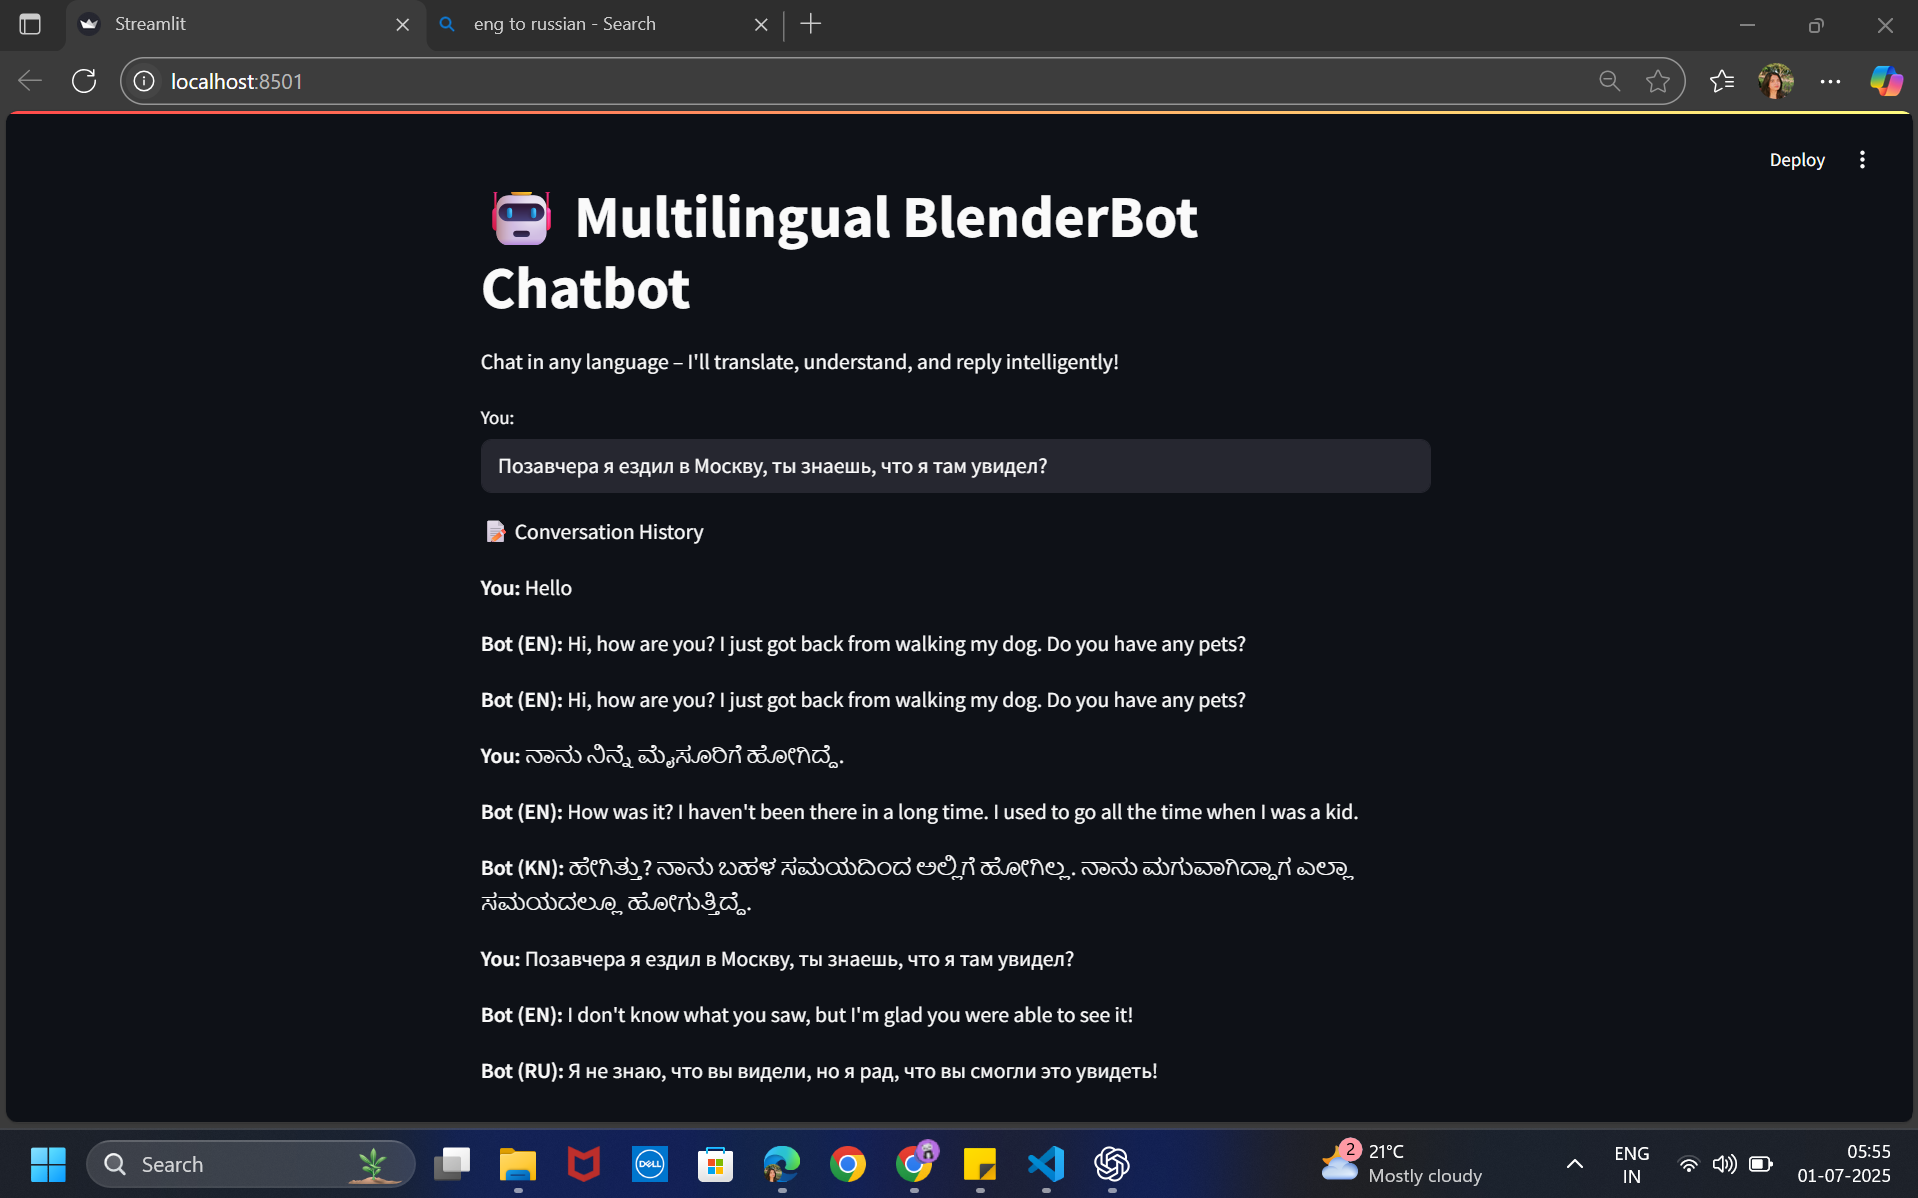 Streamlit
eng to russian - Search
localhost:8501
Deploy
Multilingual BlenderBot
Chatbot
Chat in any language – I'll translate, understand, and reply intelligently!
You:
Позавчера я ездил в Москву, ты знаешь, что я там увидел?
Conversation History
You: Hello
Bot (EN): Hi, how are you? I just got back from walking my dog. Do you have any pets?
Bot (EN): Hi, how are you? I just got back from walking my dog. Do you have any pets?
You: ನಾನು ನಿನ್ನೆ ಮೈಸೂರಿಗೆ ಹೋಗಿದ್ದೆ.
Bot (EN): How was it? I haven't been there in a long time. I used to go all the time when I was a kid.
Bot (KN): ಹೇಗಿತ್ತು? ನಾನು ಬಹಳ ಸಮಯದಿಂದ ಅಲ್ಲಿಗೆ ಹೋಗಿಲ್ಲ. ನಾನು ಮಗುವಾಗಿದ್ದಾಗ ಎಲ್ಲಾ
ಸಮಯದಲ್ಲೂ ಹೋಗುತ್ತಿದ್ದೆ.
You: Позавчера я ездил в Москву, ты знаешь, что я там увидел?
Bot (EN): I don't know what you saw, but I'm glad you were able to see it!
Bot (RU): Я не знаю, что вы видели, но я рад, что вы смогли это увидеть!
Search
DELL
2
21°C
Mostly cloudy
ENG
IN
05:55
01-07-2025